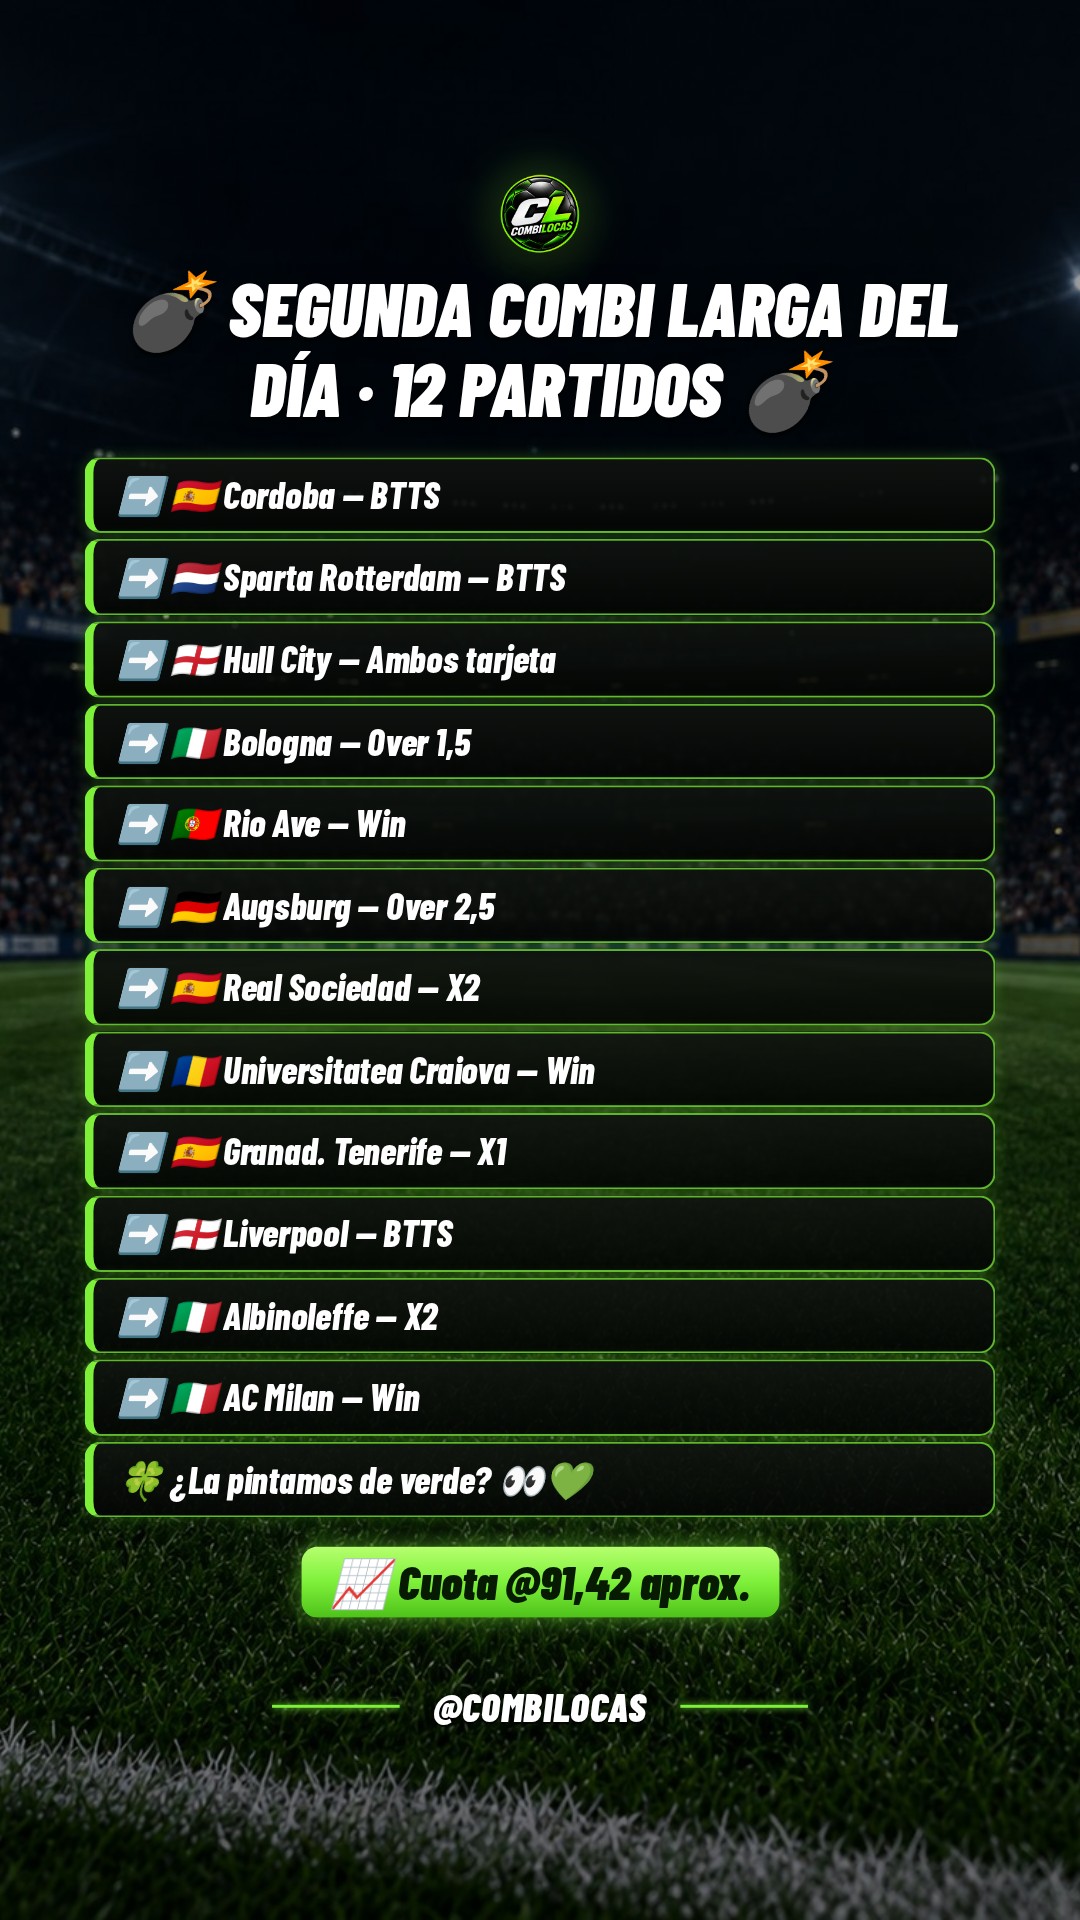 CL
COMBILOCAS
💣 SEGUNDA COMBI LARGA DEL
DÍA · 12 PARTIDOS 💣
➡️ 🇪🇸 Cordoba – BTTS
➡️ 🇳🇱 Sparta Rotterdam – BTTS
➡️ 🏴󠁧󠁢󠁥󠁮󠁧󠁿 Hull City – Ambos tarjeta
➡️ 🇮🇹 Bologna – Over 1,5
➡️ 🇵🇹 Rio Ave – Win
➡️ 🇩🇪 Augsburg – Over 2,5
➡️ 🇪🇸 Real Sociedad – X2
➡️ 🇷🇴 Universitatea Craiova – Win
➡️ 🇪🇸 Granad. Tenerife – X1
➡️ 🏴󠁧󠁢󠁥󠁮󠁧󠁿 Liverpool – BTTS
➡️ 🇮🇹 Albinoleffe – X2
➡️ 🇮🇹 AC Milan – Win
🍀 ¿La pintamos de verde? 👀💚
📈 Cuota @91,42 aprox.
@COMBILOCAS